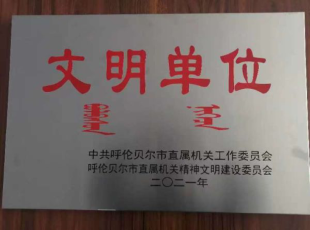 文明单位
中共呼伦贝尔市直属机关工作委员会
呼伦贝尔市直属机关精神文明建设委员会
二〇二一年